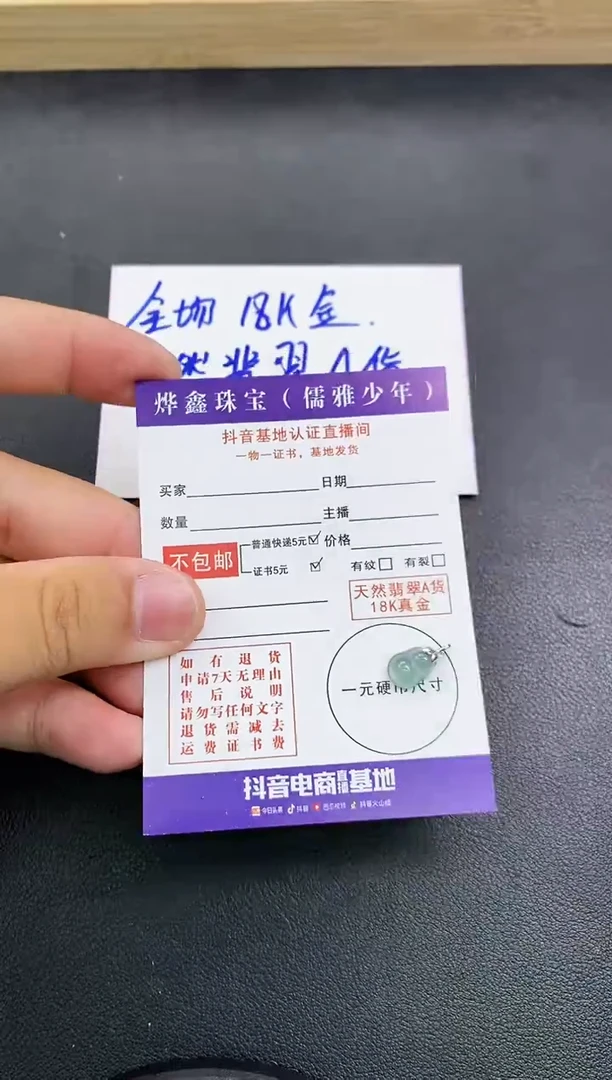 全场 18K金.
翡翠A货
烨鑫珠宝（儒雅少年）
抖音基地认证直播间
一物一证书，基地发货
买家 日期
数量 主播
不包邮 普通快递5元☑ 价格
证书5元 ☑ 有纹□ 有裂□
天然翡翠A货
18K真金
如有退货
申请7天无理由
售后说明
请勿写任何文字
退货需减去
运费证书费
一元硬币尺寸
抖音电商直播基地
今日头条 抖音 西瓜视频 抖音火山版